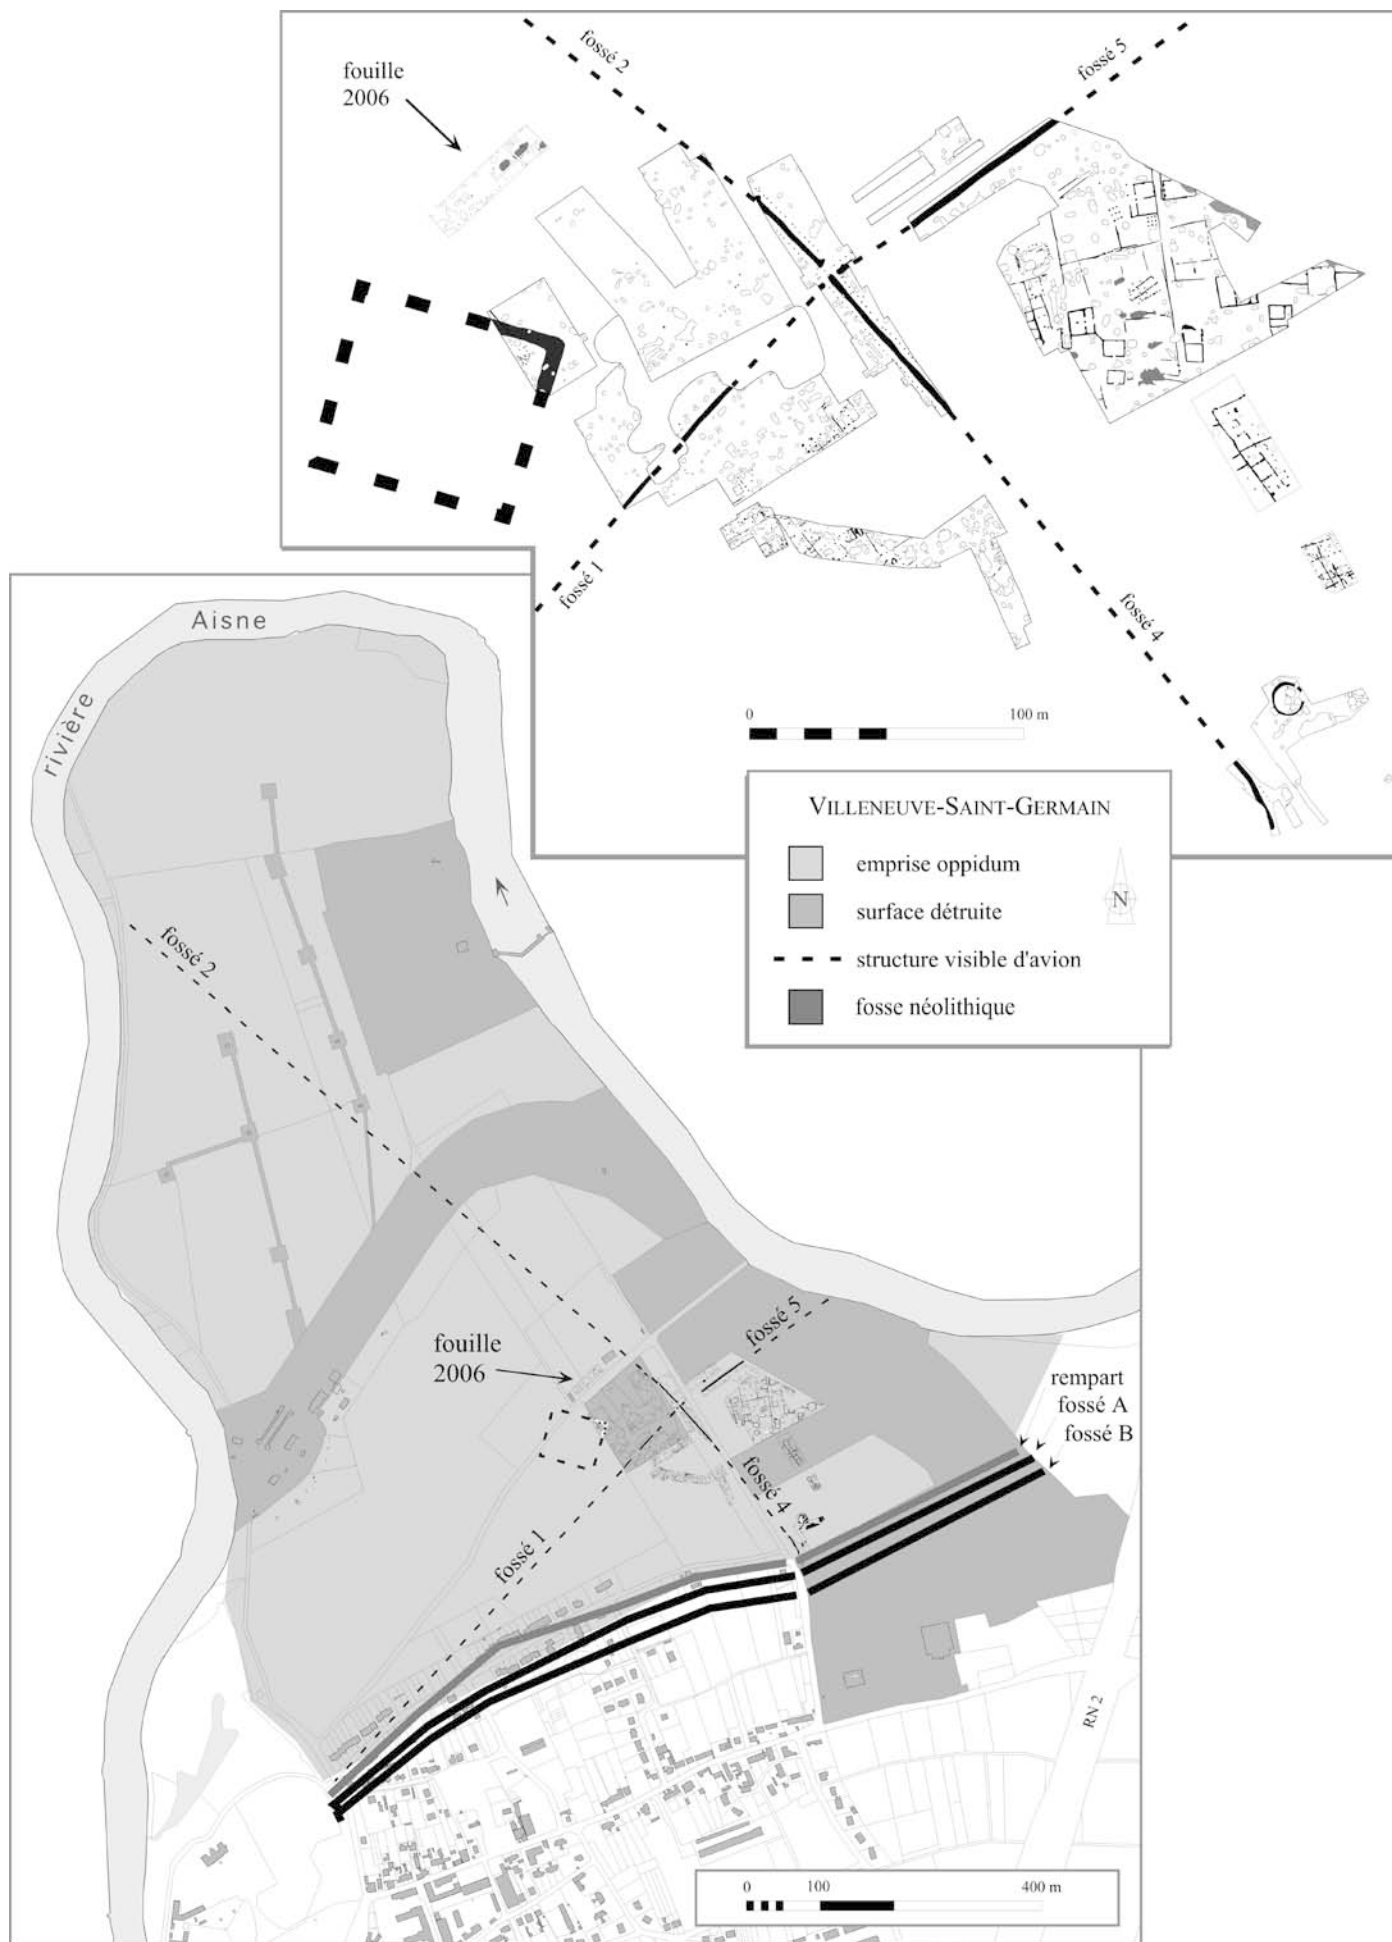 fossé 2
fossé 5
fouille
2006
fossé 1
fossé 4
0 100 m
VILLENEUVE-SAINT-GERMAIN
emprise oppidum
surface détruite
structure visible d'avion
fosse néolithique
N
Aisne
rivière
fossé 2
fossé 5
fouille
2006
rempart
fossé A
fossé B
fossé 4
fossé 1
RN 2
0 100 400 m